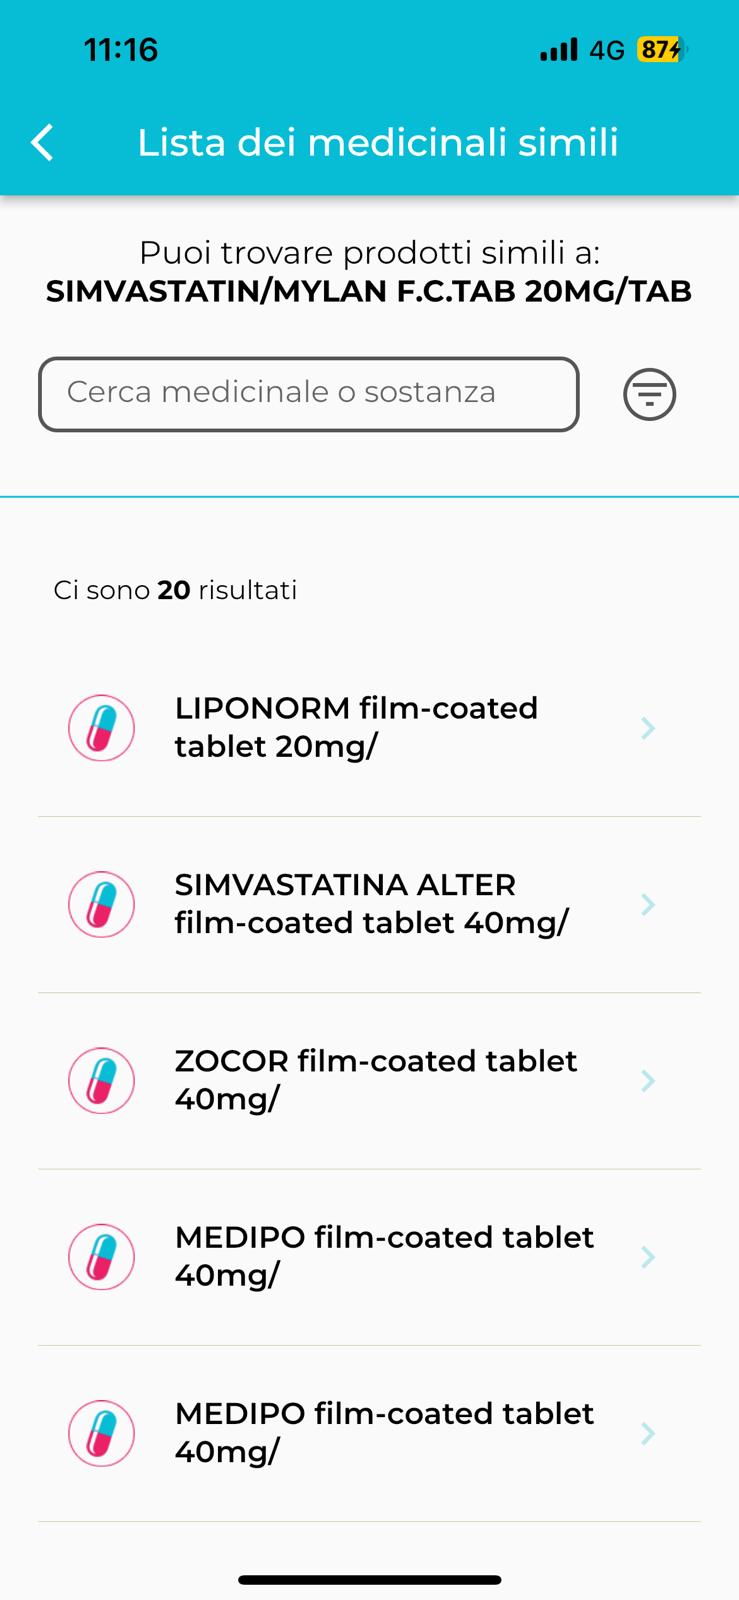 11:16
4G 87
Lista dei medicinali simili
Puoi trovare prodotti simili a:
SIMVASTATIN/MYLAN F.C.TAB 20MG/TAB
Cerca medicinale o sostanza
Ci sono 20 risultati
LIPONORM film-coated
tablet 20mg/
SIMVASTATINA ALTER
film-coated tablet 40mg/
ZOCOR film-coated tablet
40mg/
MEDIPO film-coated tablet
40mg/
MEDIPO film-coated tablet
40mg/